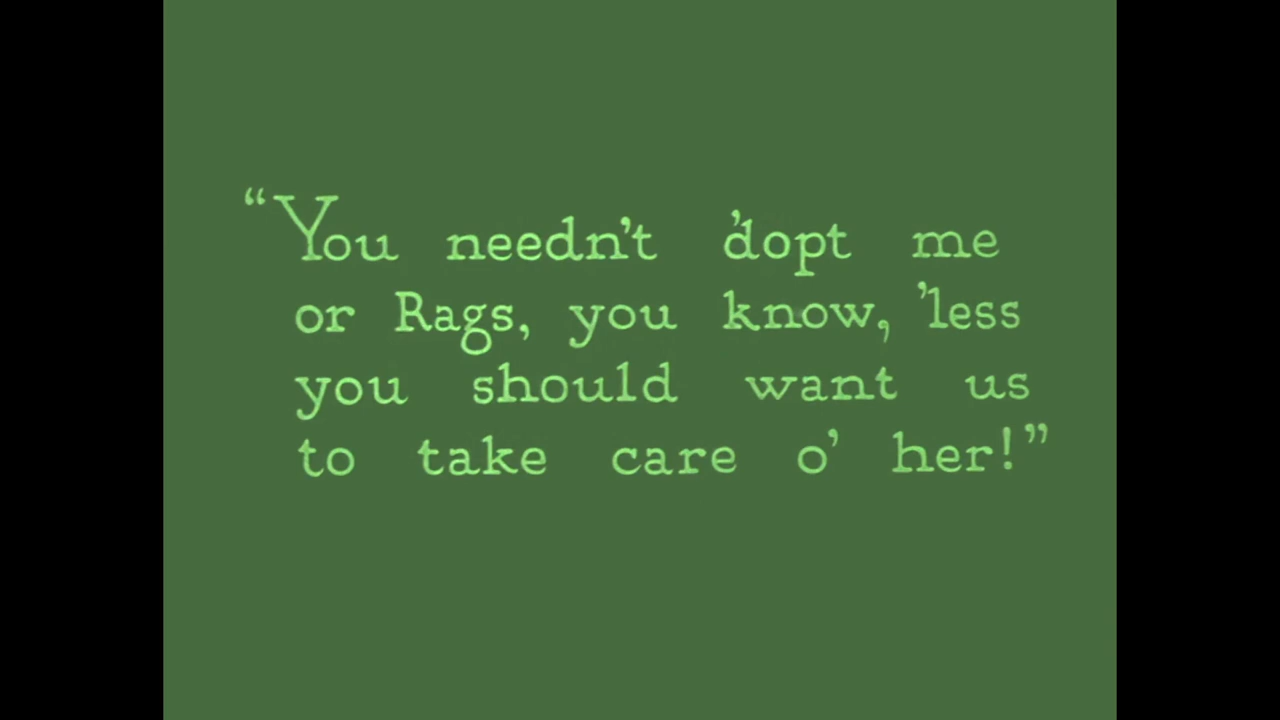 “You needn't 'dopt me
or Rags, you know, 'less
you should want us
to take care o' her!”